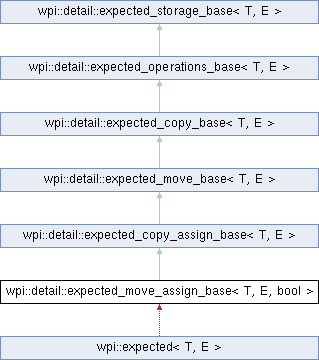 wpi::detail::expected_storage_base< T, E >
wpi::detail::expected_operations_base< T, E >
wpi::detail::expected_copy_base< T, E >
wpi::detail::expected_move_base< T, E >
wpi::detail::expected_copy_assign_base< T, E >
wpi::detail::expected_move_assign_base< T, E, bool >
wpi::expected< T, E >